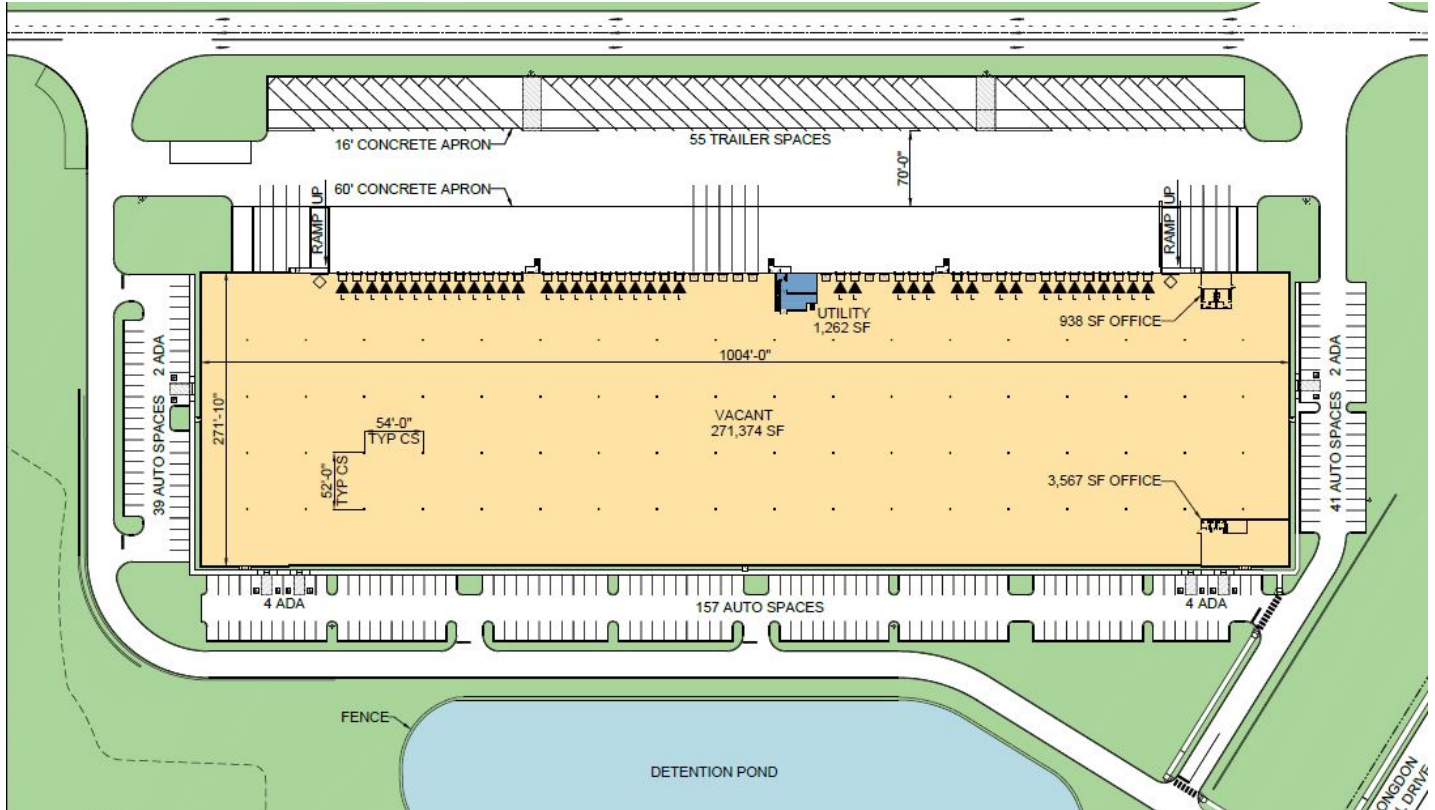 16' CONCRETE APRON
55 TRAILER SPACES
70'-0"
60' CONCRETE APRON
RAMP UP
RAMP UP
UTILITY
1,262 SF
938 SF OFFICE
1004'-0"
2 ADA
39 AUTO SPACES
271'-10"
54'-0"
TYP CS
52'-0"
TYP CS
VACANT
271,374 SF
3,567 SF OFFICE
2 ADA
41 AUTO SPACES
4 ADA
157 AUTO SPACES
4 ADA
FENCE
DETENTION POND
ONGDON
L DRIVE